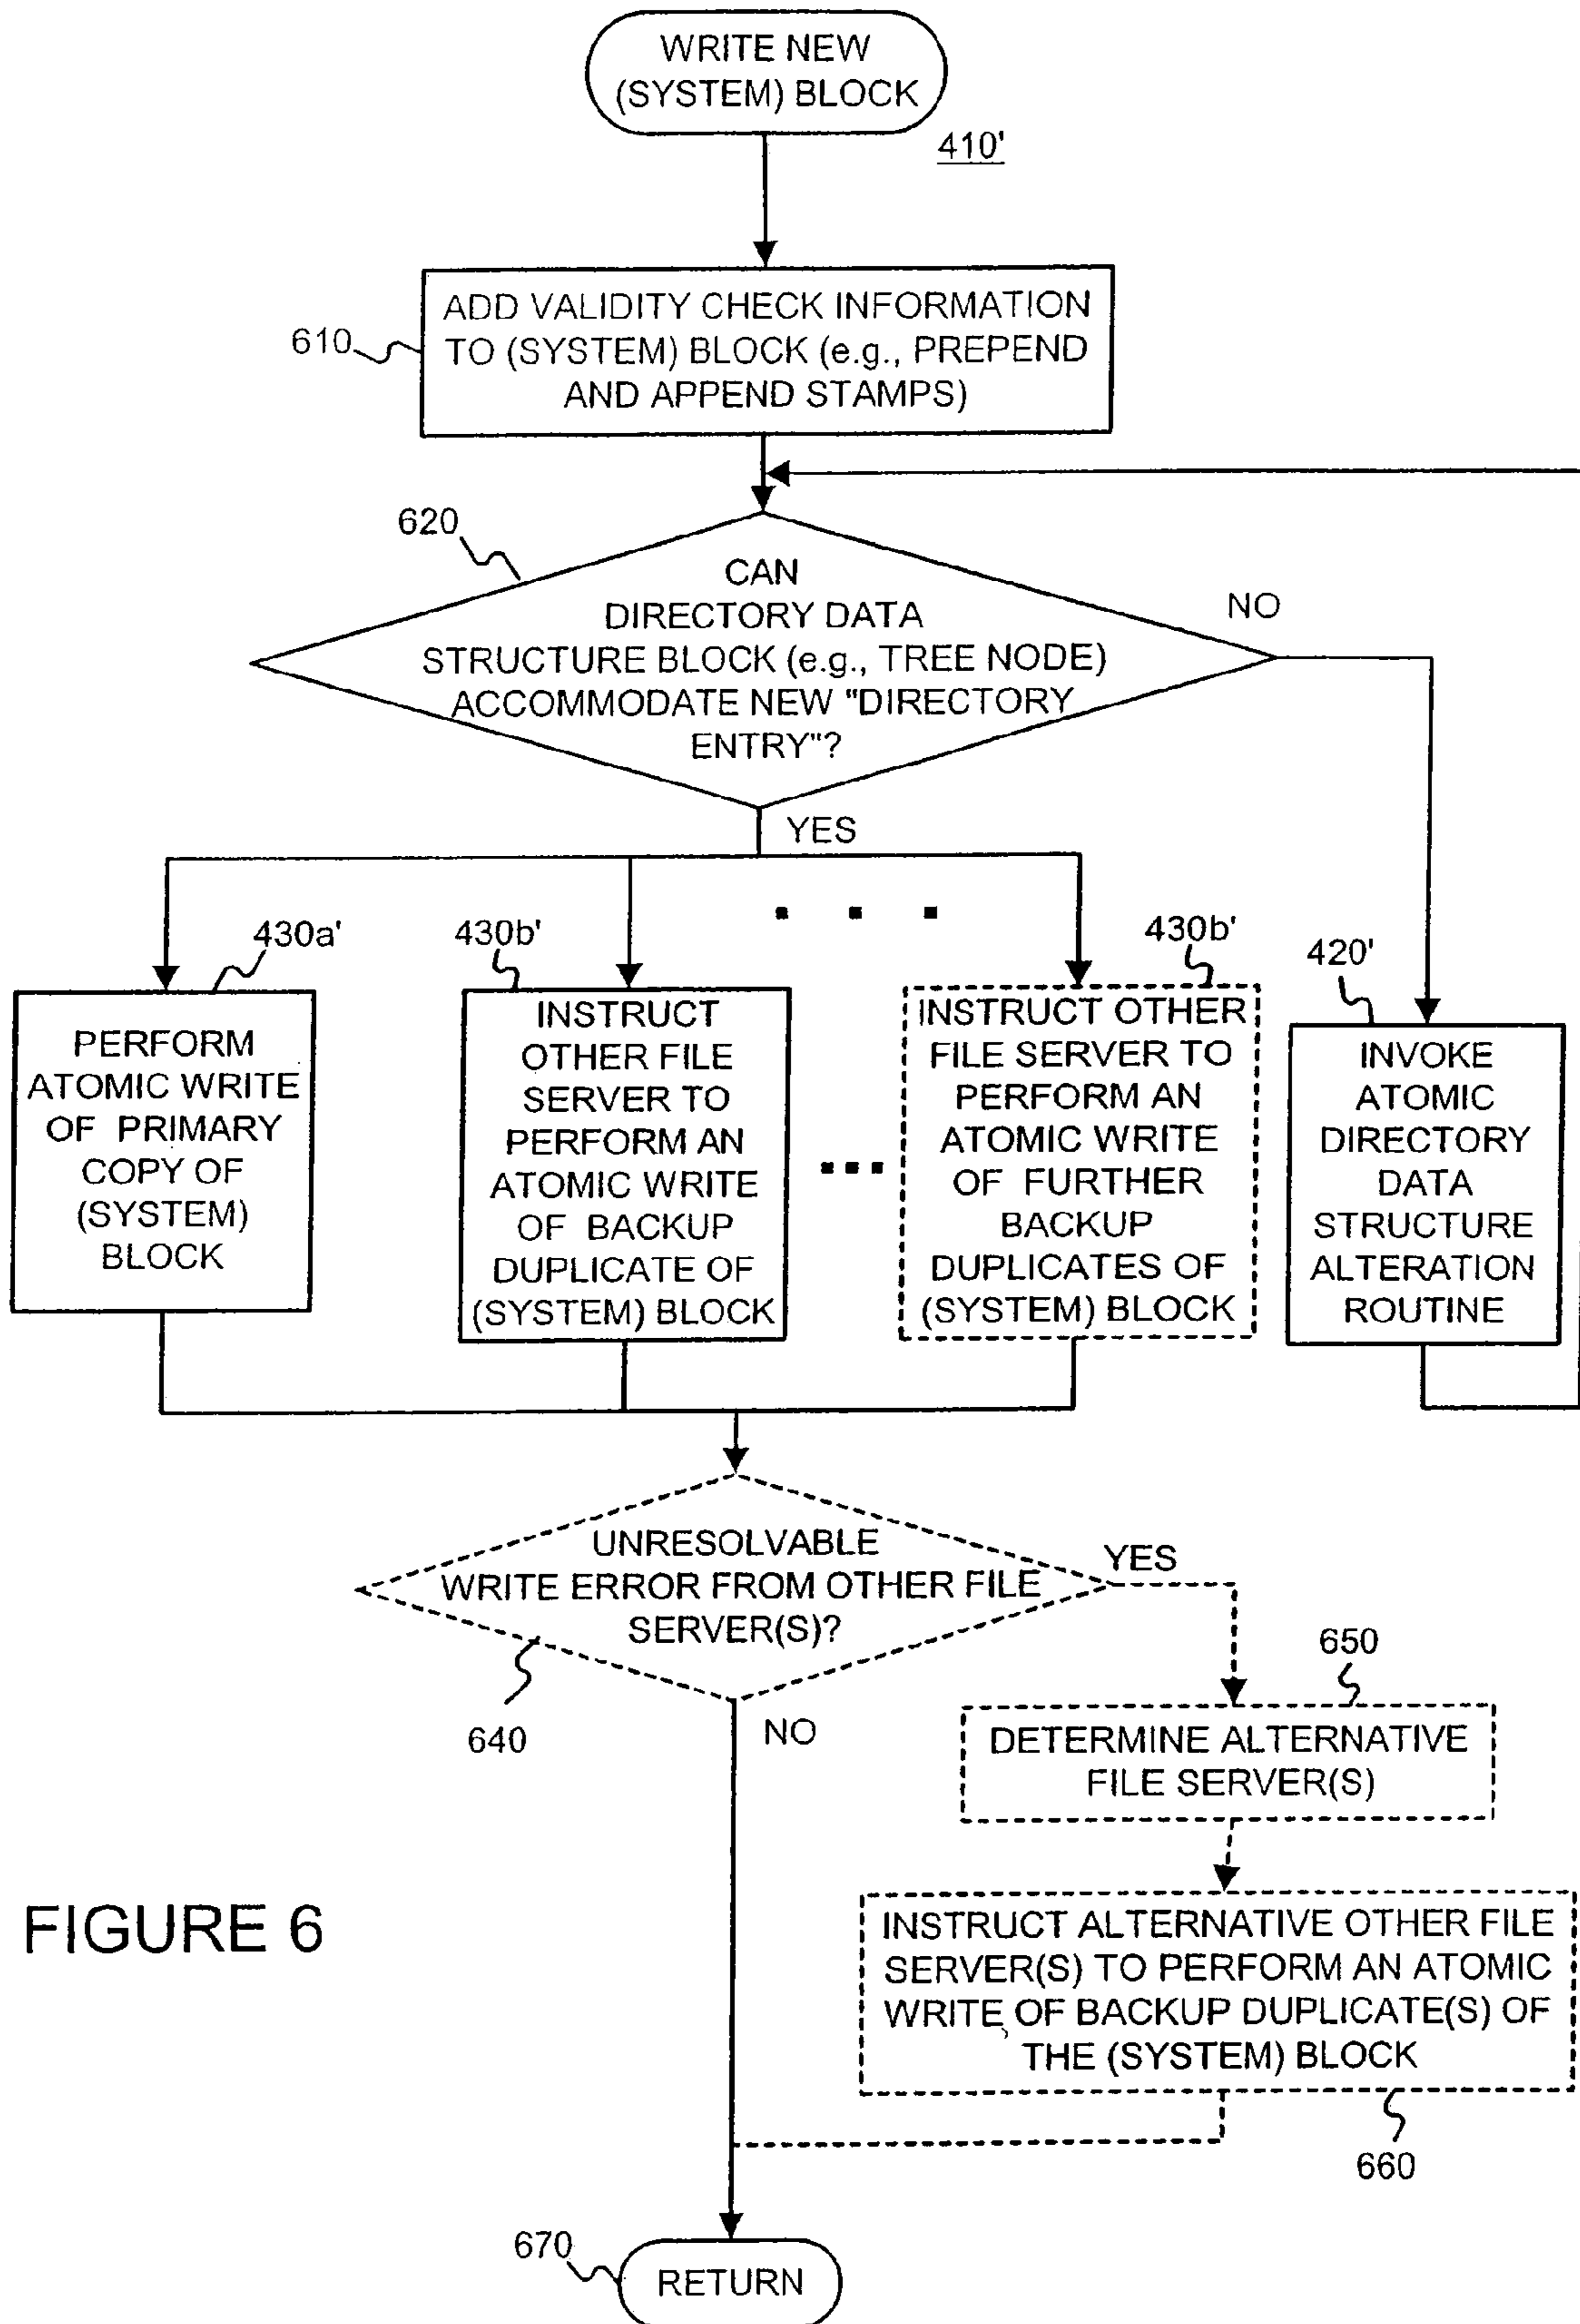 WRITE NEW
(SYSTEM) BLOCK
410'
610
ADD VALIDITY CHECK INFORMATION
TO (SYSTEM) BLOCK (e.g., PREPEND
AND APPEND STAMPS)
620
CAN
DIRECTORY DATA
STRUCTURE BLOCK (e.g., TREE NODE)
ACCOMMODATE NEW "DIRECTORY
ENTRY"?
NO
YES
430a'
PERFORM
ATOMIC WRITE
OF PRIMARY
COPY OF
(SYSTEM)
BLOCK
430b'
INSTRUCT
OTHER FILE
SERVER TO
PERFORM AN
ATOMIC WRITE
OF BACKUP
DUPLICATE OF
(SYSTEM) BLOCK
430b'
INSTRUCT OTHER
FILE SERVER TO
PERFORM AN
ATOMIC WRITE
OF FURTHER
BACKUP
DUPLICATES OF
(SYSTEM) BLOCK
420'
INVOKE
ATOMIC
DIRECTORY
DATA
STRUCTURE
ALTERATION
ROUTINE
UNRESOLVABLE
WRITE ERROR FROM OTHER FILE
SERVER(S)?
640
YES
NO
650
DETERMINE ALTERNATIVE
FILE SERVER(S)
INSTRUCT ALTERNATIVE OTHER FILE
SERVER(S) TO PERFORM AN ATOMIC
WRITE OF BACKUP DUPLICATE(S) OF
THE (SYSTEM) BLOCK
660
FIGURE 6
670
RETURN